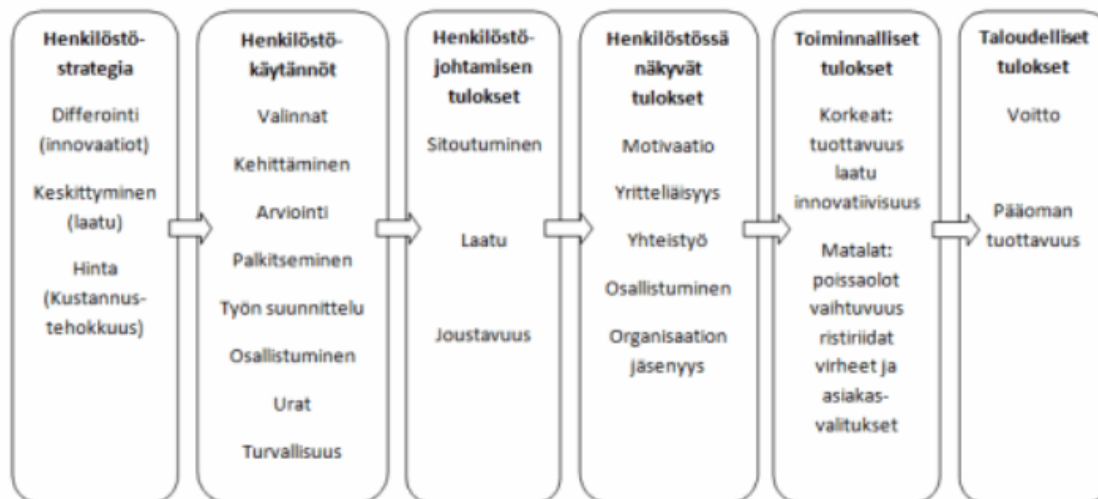 Henkilöstö-
strategia
Differointi
(innovaatiot)
Keskittyminen
(laatu)
Hinta
(Kustannus-
tehokkuus)
Henkilöstö-
käytännöt
Valinnat
Kehittäminen
Arviointi
Palkitseminen
Työn suunnittelu
Osallistuminen
Urat
Turvallisuus
Henkilöstö-
johtamisen
tulokset
Sitoutuminen
Laatu
Joustavuus
Henkilöstössä
näkyvät
tulokset
Motivaatio
Yritteliäisyys
Yhteistyö
Osallistuminen
Organisaation
jäsenyys
Toiminnalliset
tulokset
Korkeat:
tuottavuus
laatu
innovatiivisuus
Matalat:
poissaolot
vaihtuvuus
ristiriidat
virheet ja
asiakas-
valitukset
Taloudelliset
tulokset
Voitto
Pääoman
tuottavuus